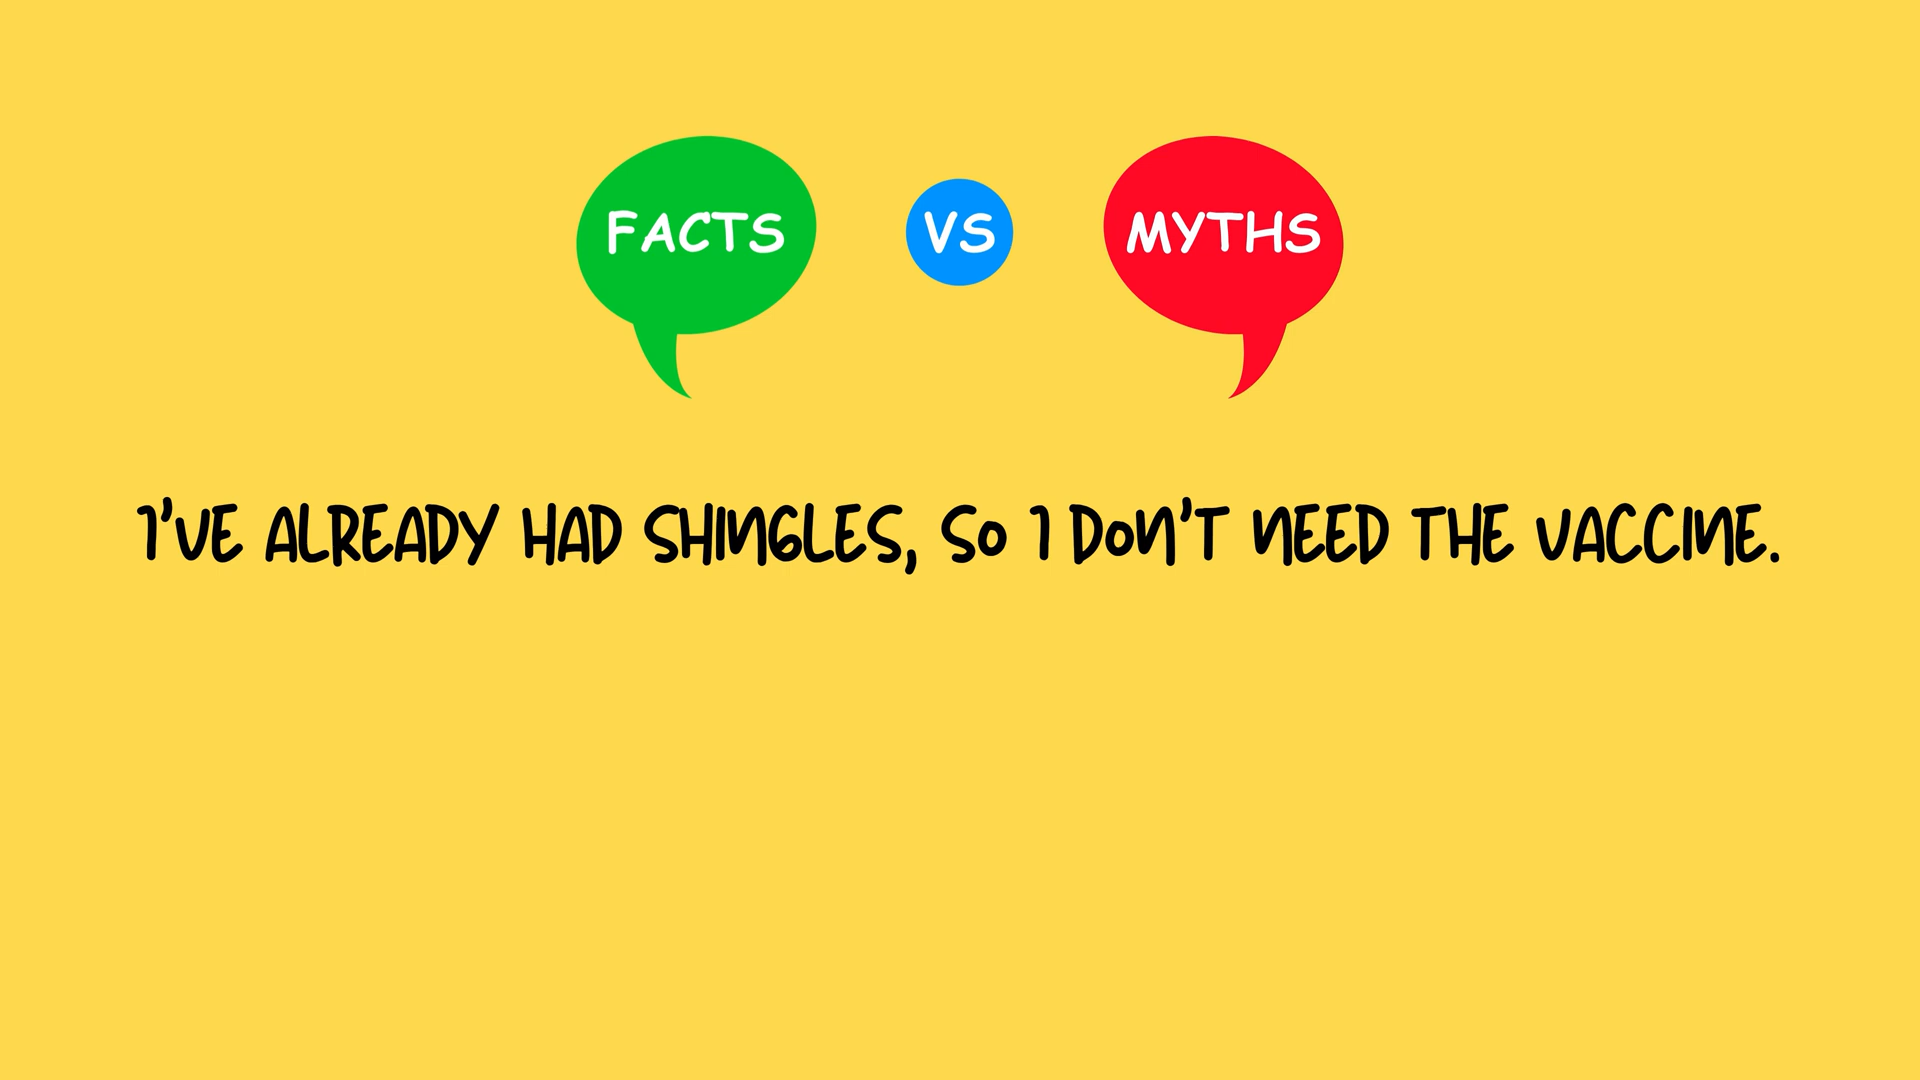 FACTS VS MYTHS
I'VE ALREADY HAD SHINGLES, SO I DON'T NEED THE VACCINE.